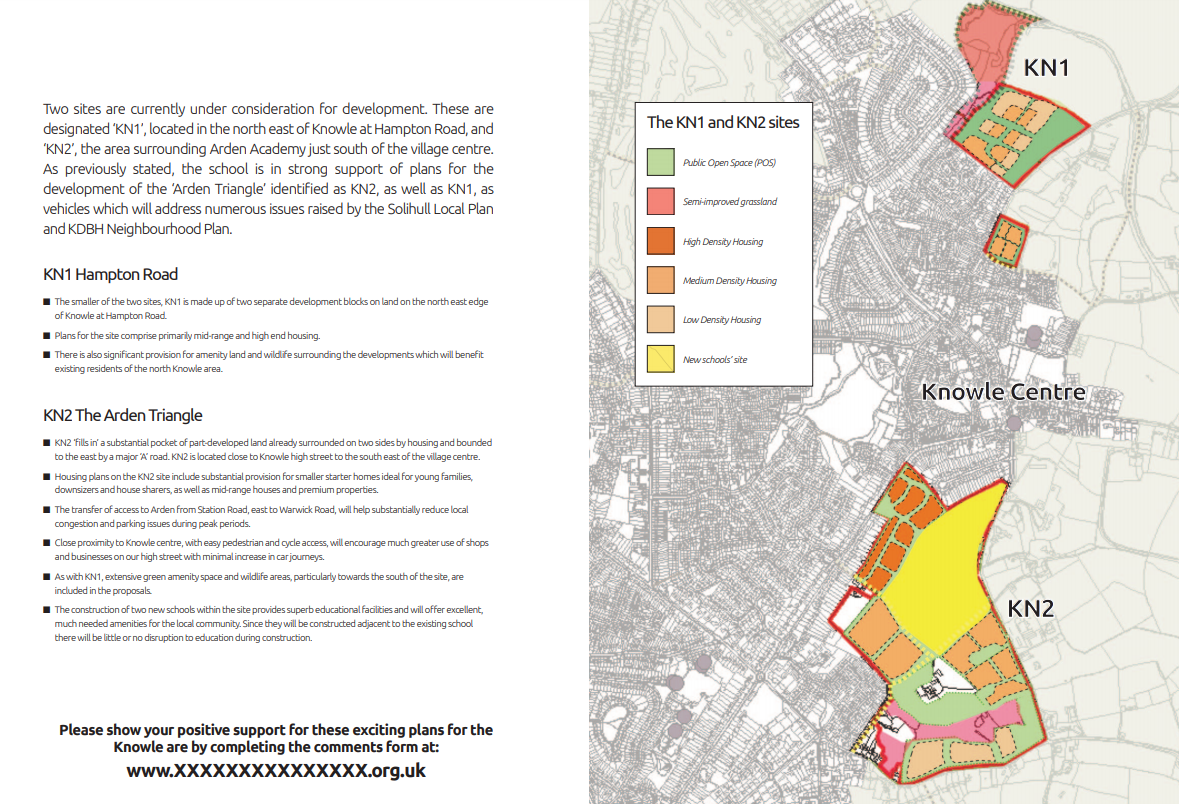 Two sites are currently under consideration for development. These are
designated ‘KN1’, located in the north east of Knowle at Hampton Road, and
‘KN2’, the area surrounding Arden Academy just south of the village centre.
As previously stated, the school is in strong support of plans for the
development of the ‘Arden Triangle’ identified as KN2, as well as KN1, as
vehicles which will address numerous issues raised by the Solihull Local Plan
and KDBH Neighbourhood Plan.
KN1 Hampton Road
■ The smaller of the two sites, KN1 is made up of two separate development blocks on land on the north east edge
of Knowle at Hampton Road.
■ Plans for the site comprise primarily mid-range and high end housing.
■ There is also significant provision for amenity land and wildlife surrounding the developments which will benefit
existing residents of the north Knowle area.
KN2 The Arden Triangle
■ KN2 ‘fills in’ a substantial pocket of part-developed land already surrounded on two sides by housing and bounded
to the east by a major ‘A’ road. KN2 is located close to Knowle high street to the south east of the village centre.
■ Housing plans on the KN2 site include substantial provision for smaller starter homes ideal for young families,
downsizers and house sharers, as well as mid-range houses and premium properties.
■ The transfer of access to Arden from Station Road, east to Warwick Road, will help substantially reduce local
congestion and parking issues during peak periods.
■ Close proximity to Knowle centre, with easy pedestrian and cycle access, will encourage much greater use of shops
and businesses on our high street with minimal increase in car journeys.
■ As with KN1, extensive green amenity space and wildlife areas, particularly towards the south of the site, are
included in the proposals.
■ The construction of two new schools within the site provides superb educational facilities and will offer excellent,
much needed amenities for the local community. Since they will be constructed adjacent to the existing school
there will be little or no disruption to education during construction.
Please show your positive support for these exciting plans for the
Knowle are by completing the comments form at:
www.XXXXXXXXXXXXXXX.org.uk
KN1
The KN1 and KN2 sites
Public Open Space (POS)
Semi-improved grassland
High Density Housing
Medium Density Housing
Low Density Housing
New schools’ site
Knowle Centre
KN2